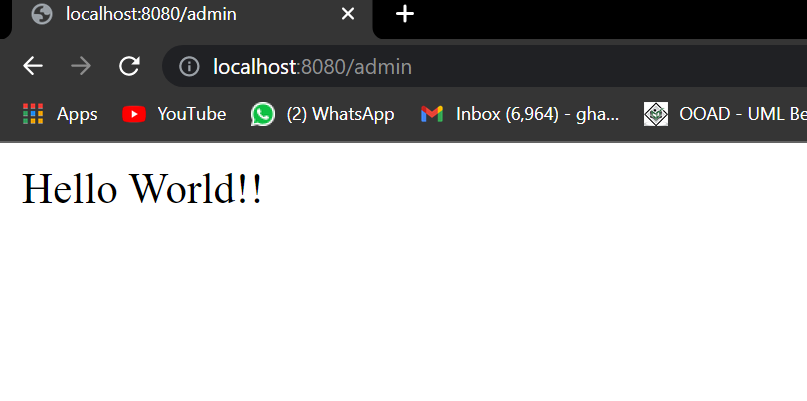 localhost:8080/admin
localhost:8080/admin
Apps YouTube (2) WhatsApp Inbox (6,964) - gha... OOAD - UML Be
Hello World!!